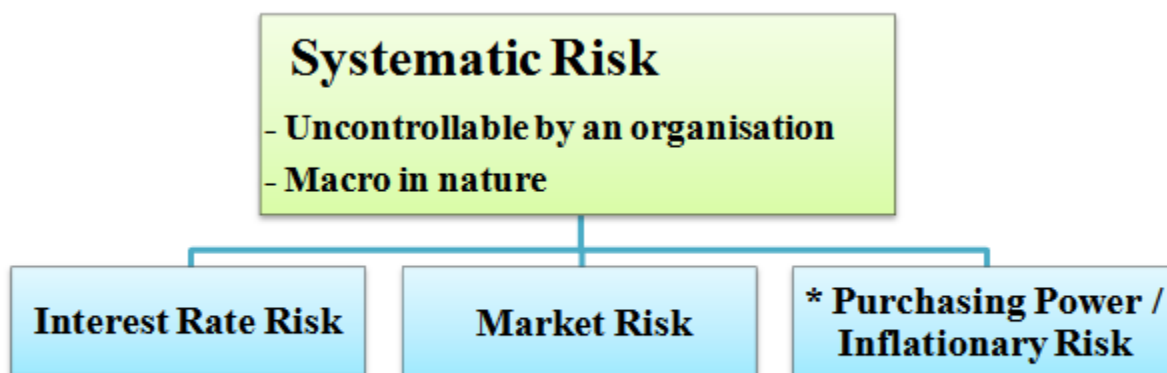 Systematic Risk
- Uncontrollable by an organisation
- Macro in nature
Interest Rate Risk
Market Risk
* Purchasing Power /
Inflationary Risk